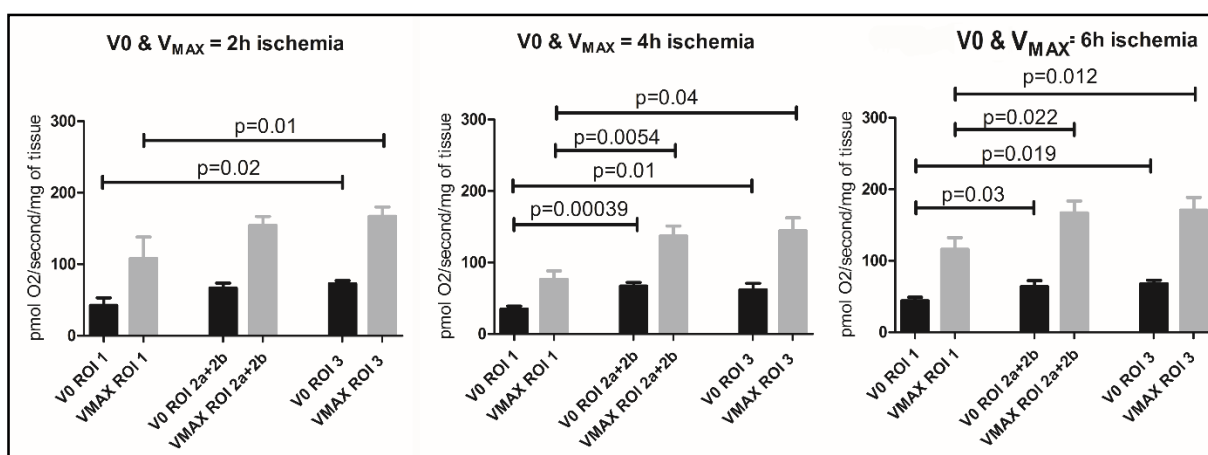 V0 & VMAX = 2h ischemia
pmol O2/second/mg of tissue
300
200
100
0
p=0.01
p=0.02
V0 ROI 1
VMAX ROI 1
V0 ROI 2a+2b
VMAX ROI 2a+2b
V0 ROI 3
VMAX ROI 3
V0 & VMAX = 4h ischemia
pmol O2/second/mg of tissue
300
200
100
0
p=0.04
p=0.0054
p=0.01
p=0.00039
V0 ROI 1
VMAX ROI 1
V0 ROI 2a+2b
VMAX ROI 2a+2b
V0 ROI 3
VMAX ROI 3
V0 & VMAX= 6h ischemia
pmol O2/second/mg of tissue
300
200
100
0
p=0.012
p=0.022
p=0.019
p=0.03
V0 ROI 1
VMAX ROI 1
V0 ROI 2a+2b
VMAX ROI 2a+2b
V0 ROI 3
VMAX ROI 3